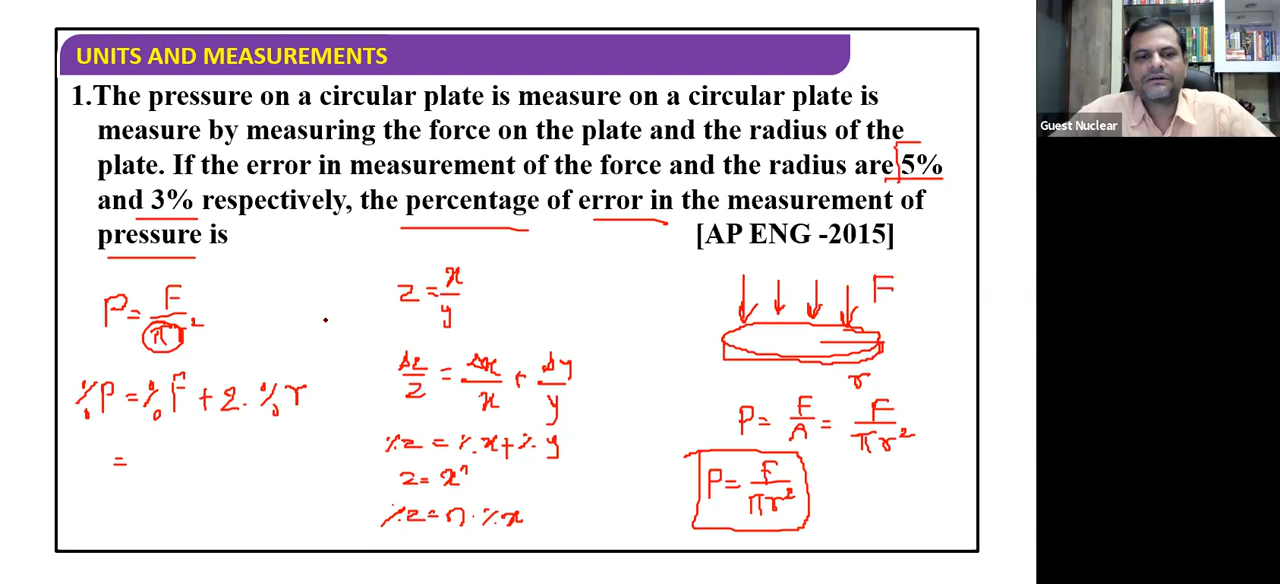 UNITS AND MEASUREMENTS
1.The pressure on a circular plate is measure on a circular plate is
measure by measuring the force on the plate and the radius of the
plate. If the error in measurement of the force and the radius are 5%
and 3% respectively, the percentage of error in the measurement of
pressure is [AP ENG -2015]
P = F/πr²
%P = %F + 2.%r
=
z = x/y
Δz/z = Δx/x + Δy/y
%z = %x + %y
z = xⁿ
%z = n.%x
F
r
P = F/A = F/πr²
P = F/πr²
Guest Nuclear